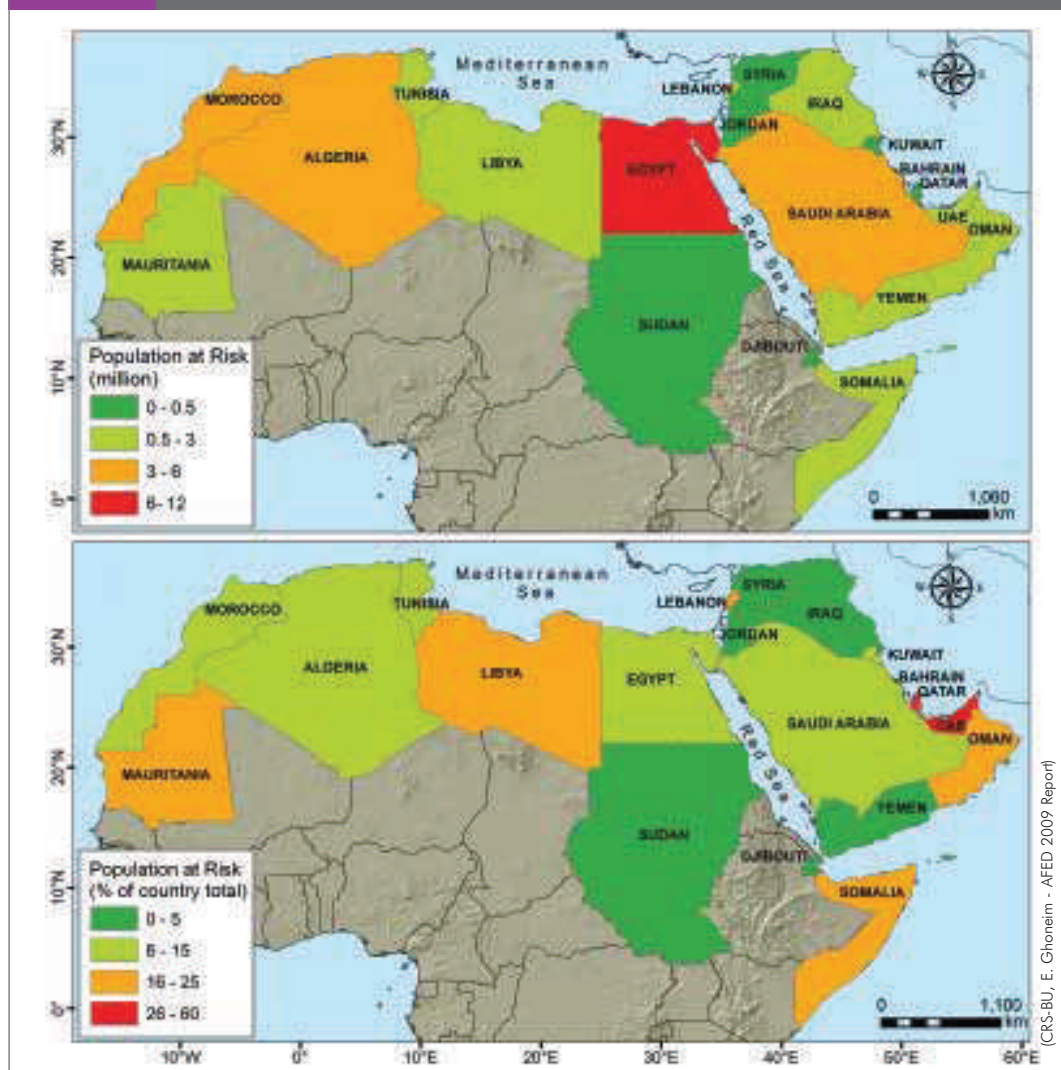 Mediterranean
Sea
SYRIA
LEBANON
IRAQ
JORDAN
TUNISIA
MOROCCO
ALGERIA
LIBYA
EGYPT
KUWAIT
BAHRAIN
QATAR
SAUDI ARABIA
UAE
OMAN
Red Sea
MAURITANIA
YEMEN
SUDAN
DJIBOUTI
SOMALIA
30°N
20°N
10°N
0°
Population at Risk
(million)
0 - 0.5
0.5 - 3
3 - 6
6 - 12
0
km
Mediterranean
Sea
SYRIA
LEBANON
IRAQ
JORDAN
TUNISIA
MOROCCO
ALGERIA
LIBYA
EGYPT
KUWAIT
BAHRAIN
QATAR
SAUDI ARABIA
UAE
OMAN
Red Sea
MAURITANIA
YEMEN
SUDAN
DJIBOUTI
SOMALIA
30°N
20°N
10°N
0°
Population at Risk
(% of country total)
0 - 5
6 - 15
16 - 25
26 - 60
0 1,100
km
10°W 0° 10°E 20°E 30°E 40°E 50°E 60°E
(CRS-BU, E. Ghoneim - AFED 2009 Report)